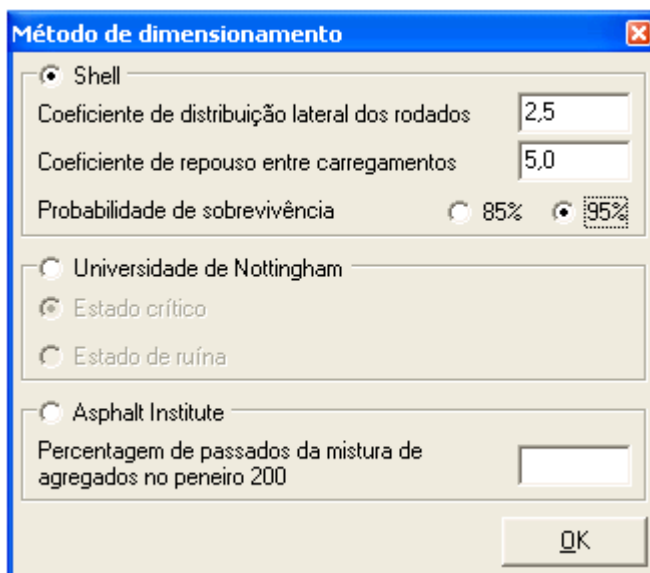 Método de dimensionamento
Shell
Coeficiente de distribuição lateral dos rodados 2,5
Coeficiente de repouso entre carregamentos 5,0
Probabilidade de sobrevivência 85% 95%
Universidade de Nottingham
Estado crítico
Estado de ruína
Asphalt Institute
Percentagem de passados da mistura de
agregados no peneiro 200
OK